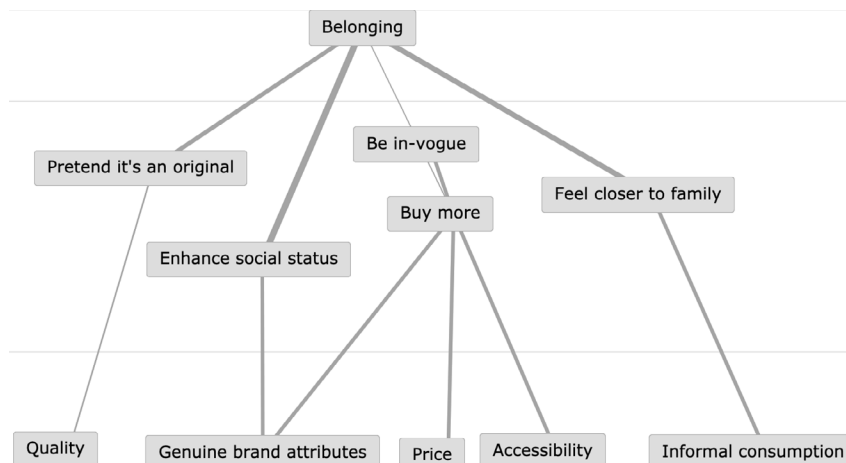 Belonging
Be in-vogue
Pretend it's an original
Feel closer to family
Buy more
Enhance social status
Quality
Genuine brand attributes
Price
Accessibility
Informal consumption